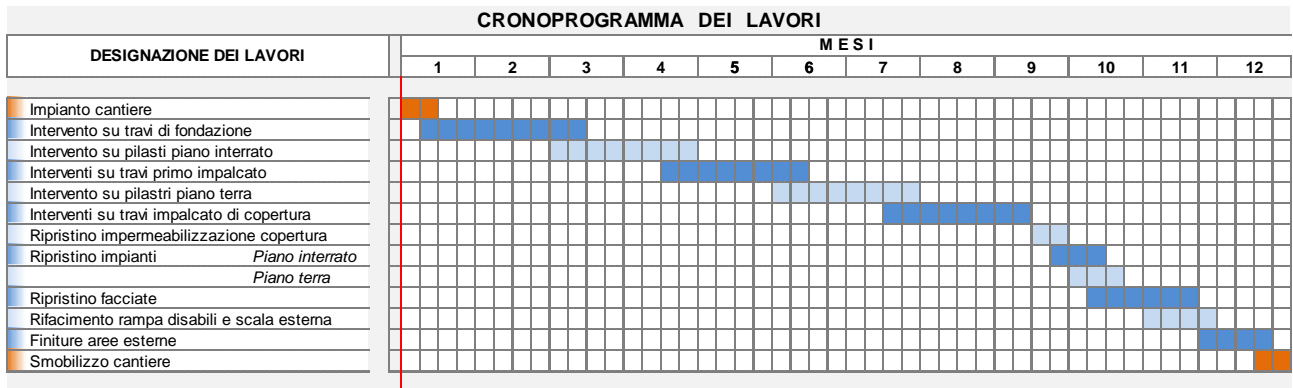 CRONOPROGRAMMA DEI LAVORI
DESIGNAZIONE DEI LAVORI
MESI
1 2 3 4 5 6 7 8 9 10 11 12
Impianto cantiere
Intervento su travi di fondazione
Intervento su pilasti piano interrato
Interventi su travi primo impalcato
Intervento su pilastri piano terra
Interventi su travi impalcato di copertura
Ripristino impermeabilizzazione copertura
Ripristino impianti Piano interrato
Piano terra
Ripristino facciate
Rifacimento rampa disabili e scala esterna
Finiture aree esterne
Smobilizzo cantiere